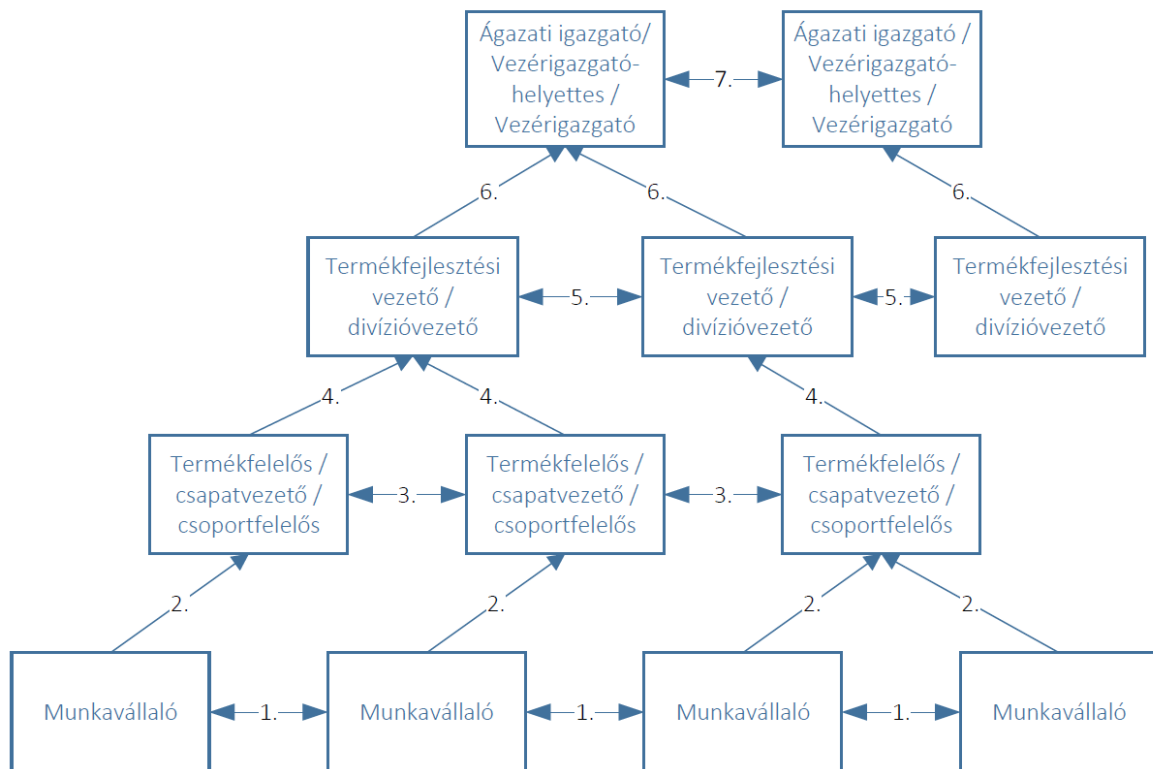 Ágazati igazgató/
Vezérigazgató-
helyettes /
Vezérigazgató
7.
Ágazati igazgató /
Vezérigazgató-
helyettes /
Vezérigazgató
6.
6.
6.
Termékfejlesztési
vezető /
divízióvezető
5.
Termékfejlesztési
vezető /
divízióvezető
5.
Termékfejlesztési
vezető /
divízióvezető
4.
4.
4.
Termékfelelős /
csapatvezető /
csoportfelelős
3.
Termékfelelős /
csapatvezető /
csoportfelelős
3.
Termékfelelős /
csapatvezető /
csoportfelelős
2.
2.
2.
2.
Munkavállaló
1.
Munkavállaló
1.
Munkavállaló
1.
Munkavállaló